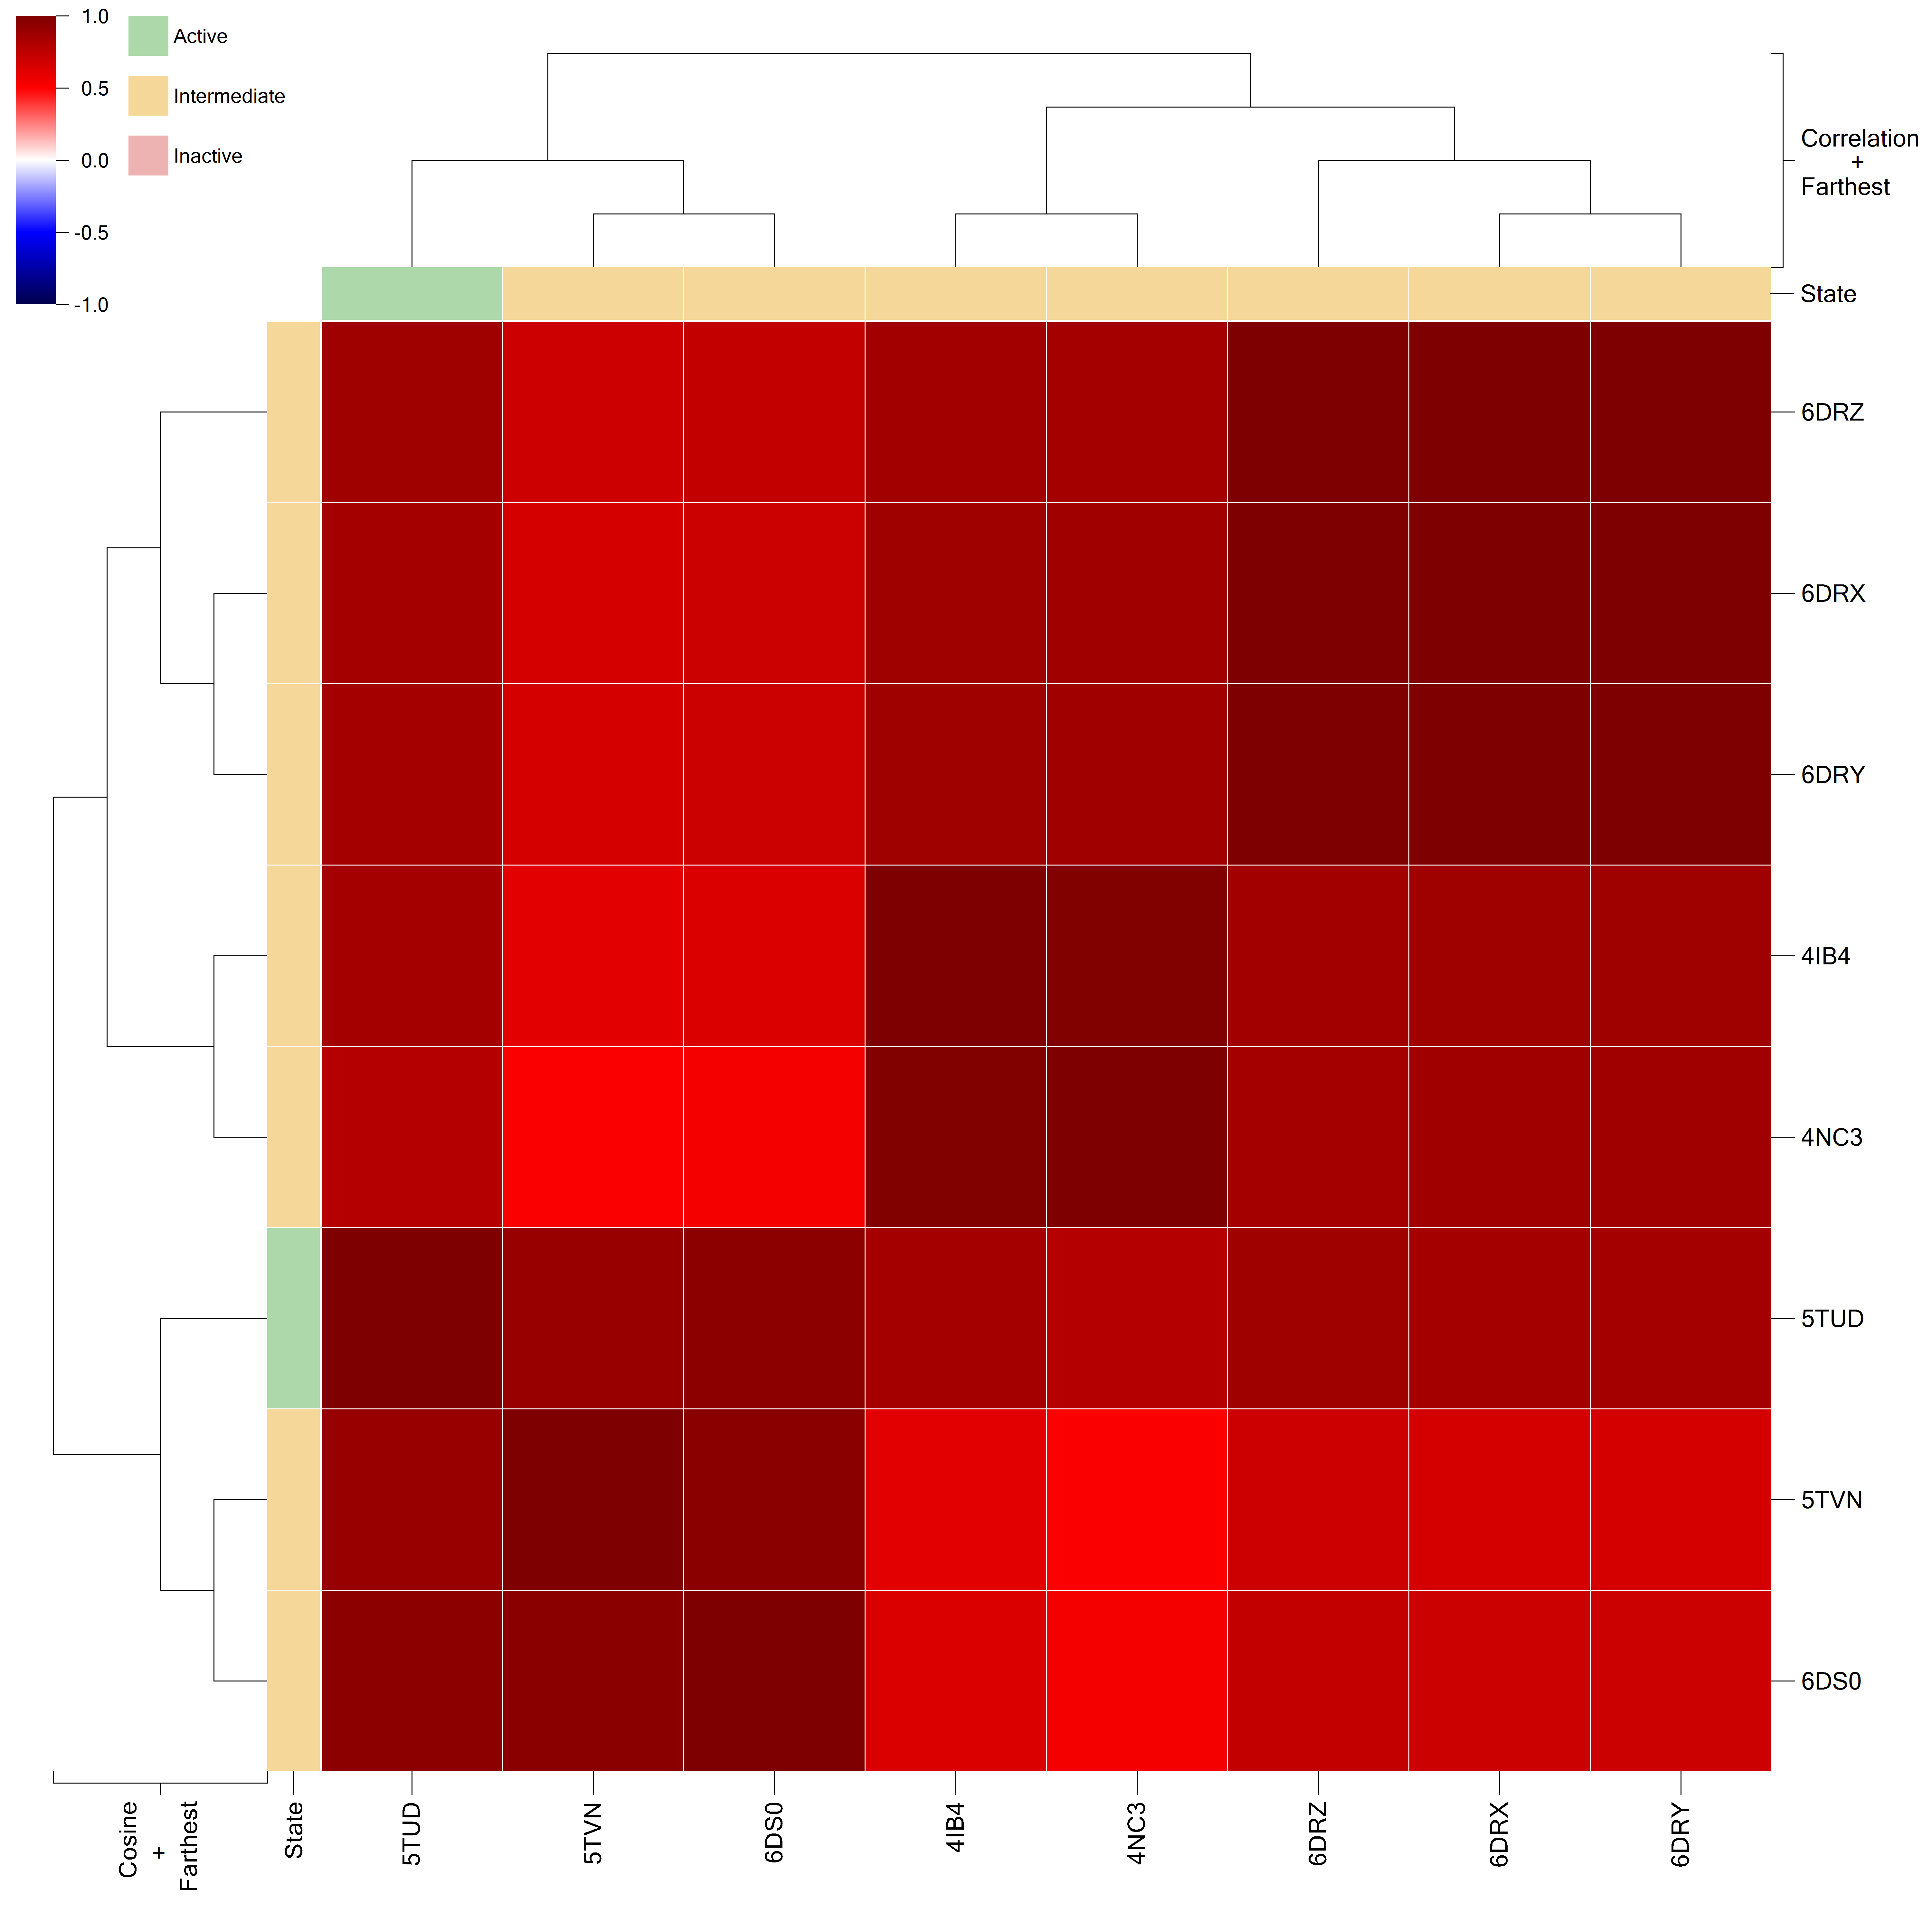 1.0
0.5
0.0
-0.5
-1.0
Active
Intermediate
Inactive
Correlation
+
Farthest
State
6DRZ
6DRX
6DRY
4IB4
4NC3
5TUD
5TVN
6DS0
Cosine
+
Farthest
State
5TUD
5TVN
6DS0
4IB4
4NC3
6DRZ
6DRX
6DRY